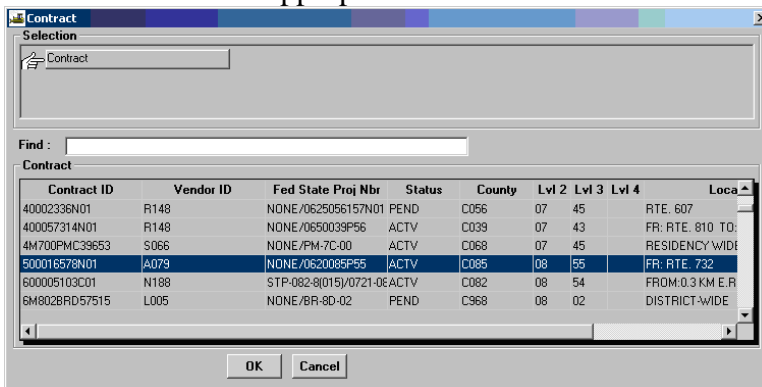 Contract
Selection
Contract
Find :
Contract
Contract ID Vendor ID Fed State Proj Nbr Status County Lvl 2 Lvl 3 Lvl 4 Loca
40002336N01 R148 NONE/0625056157N01 PEND C056 07 45 RTE. 607
400057314N01 R148 NONE/0650039P56 ACTV C039 07 43 FR: RTE. 810 TO:
4M700PMC39653 S066 NONE/PM-7C-00 ACTV C068 07 45 RESIDENCY WIDE
500016578N01 A079 NONE/0620085P55 ACTV C085 08 55 FR: RTE. 732
600005103C01 N188 STP-082-8(015)/0721-08 ACTV C082 08 54 FROM:0.3 KM E.R
6M802BRD57515 L005 NONE/BR-8D-02 PEND C968 08 02 DISTRICT-WIDE
OK Cancel